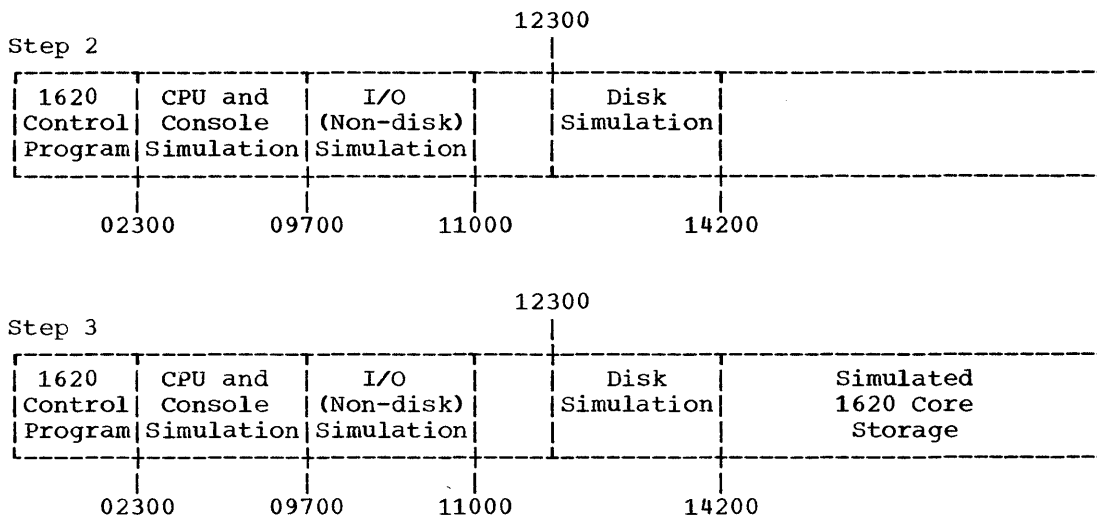 12300
Step 2
1620 CPU and I/O Disk
Control Console (Non-disk) Simulation
Program Simulation Simulation
02300 09700 11000 14200
12300
Step 3
1620 CPU and I/O Disk Simulated
Control Console (Non-disk) Simulation 1620 Core
Program Simulation Simulation Storage
02300 09700 11000 14200